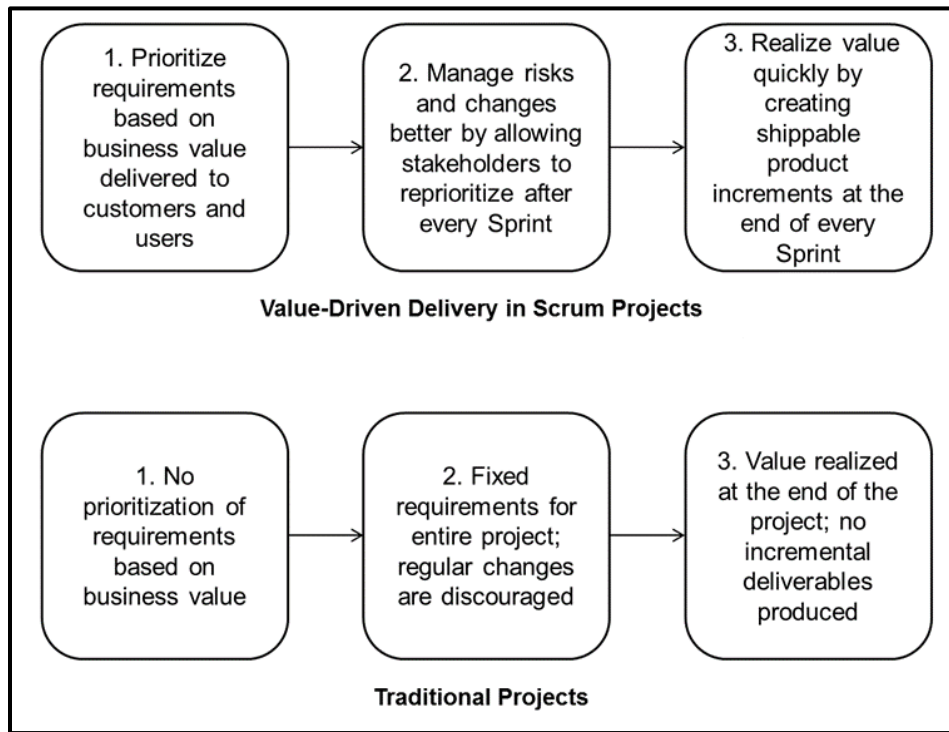 1. Prioritize
requirements
based on
business value
delivered to
customers and
users
2. Manage risks
and changes
better by allowing
stakeholders to
reprioritize after
every Sprint
3. Realize value
quickly by
creating
shippable
product
increments at the
end of every
Sprint
Value-Driven Delivery in Scrum Projects
1. No
prioritization of
requirements
based on
business value
2. Fixed
requirements for
entire project;
regular changes
are discouraged
3. Value realized
at the end of the
project; no
incremental
deliverables
produced
Traditional Projects